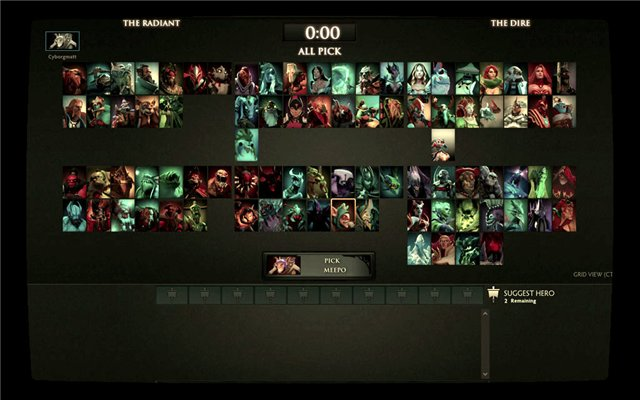 THE RADIANT
0:00
THE DIRE
ALL PICK
Cyborgmatt
PICK
MEEPO
GRID VIEW (CT
SUGGEST HERO
2 Remaining